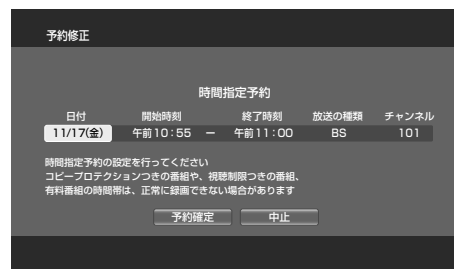 予約修正
時間指定予約
日付 開始時刻 終了時刻 放送の種類 チャンネル
11/17(金) 午前10:55 － 午前11:00 BS 101
時間指定予約の設定を行ってください
コピープロテクションつきの番組や、視聴制限つきの番組、
有料番組の時間帯は、正常に録画できない場合があります
予約確定 中止